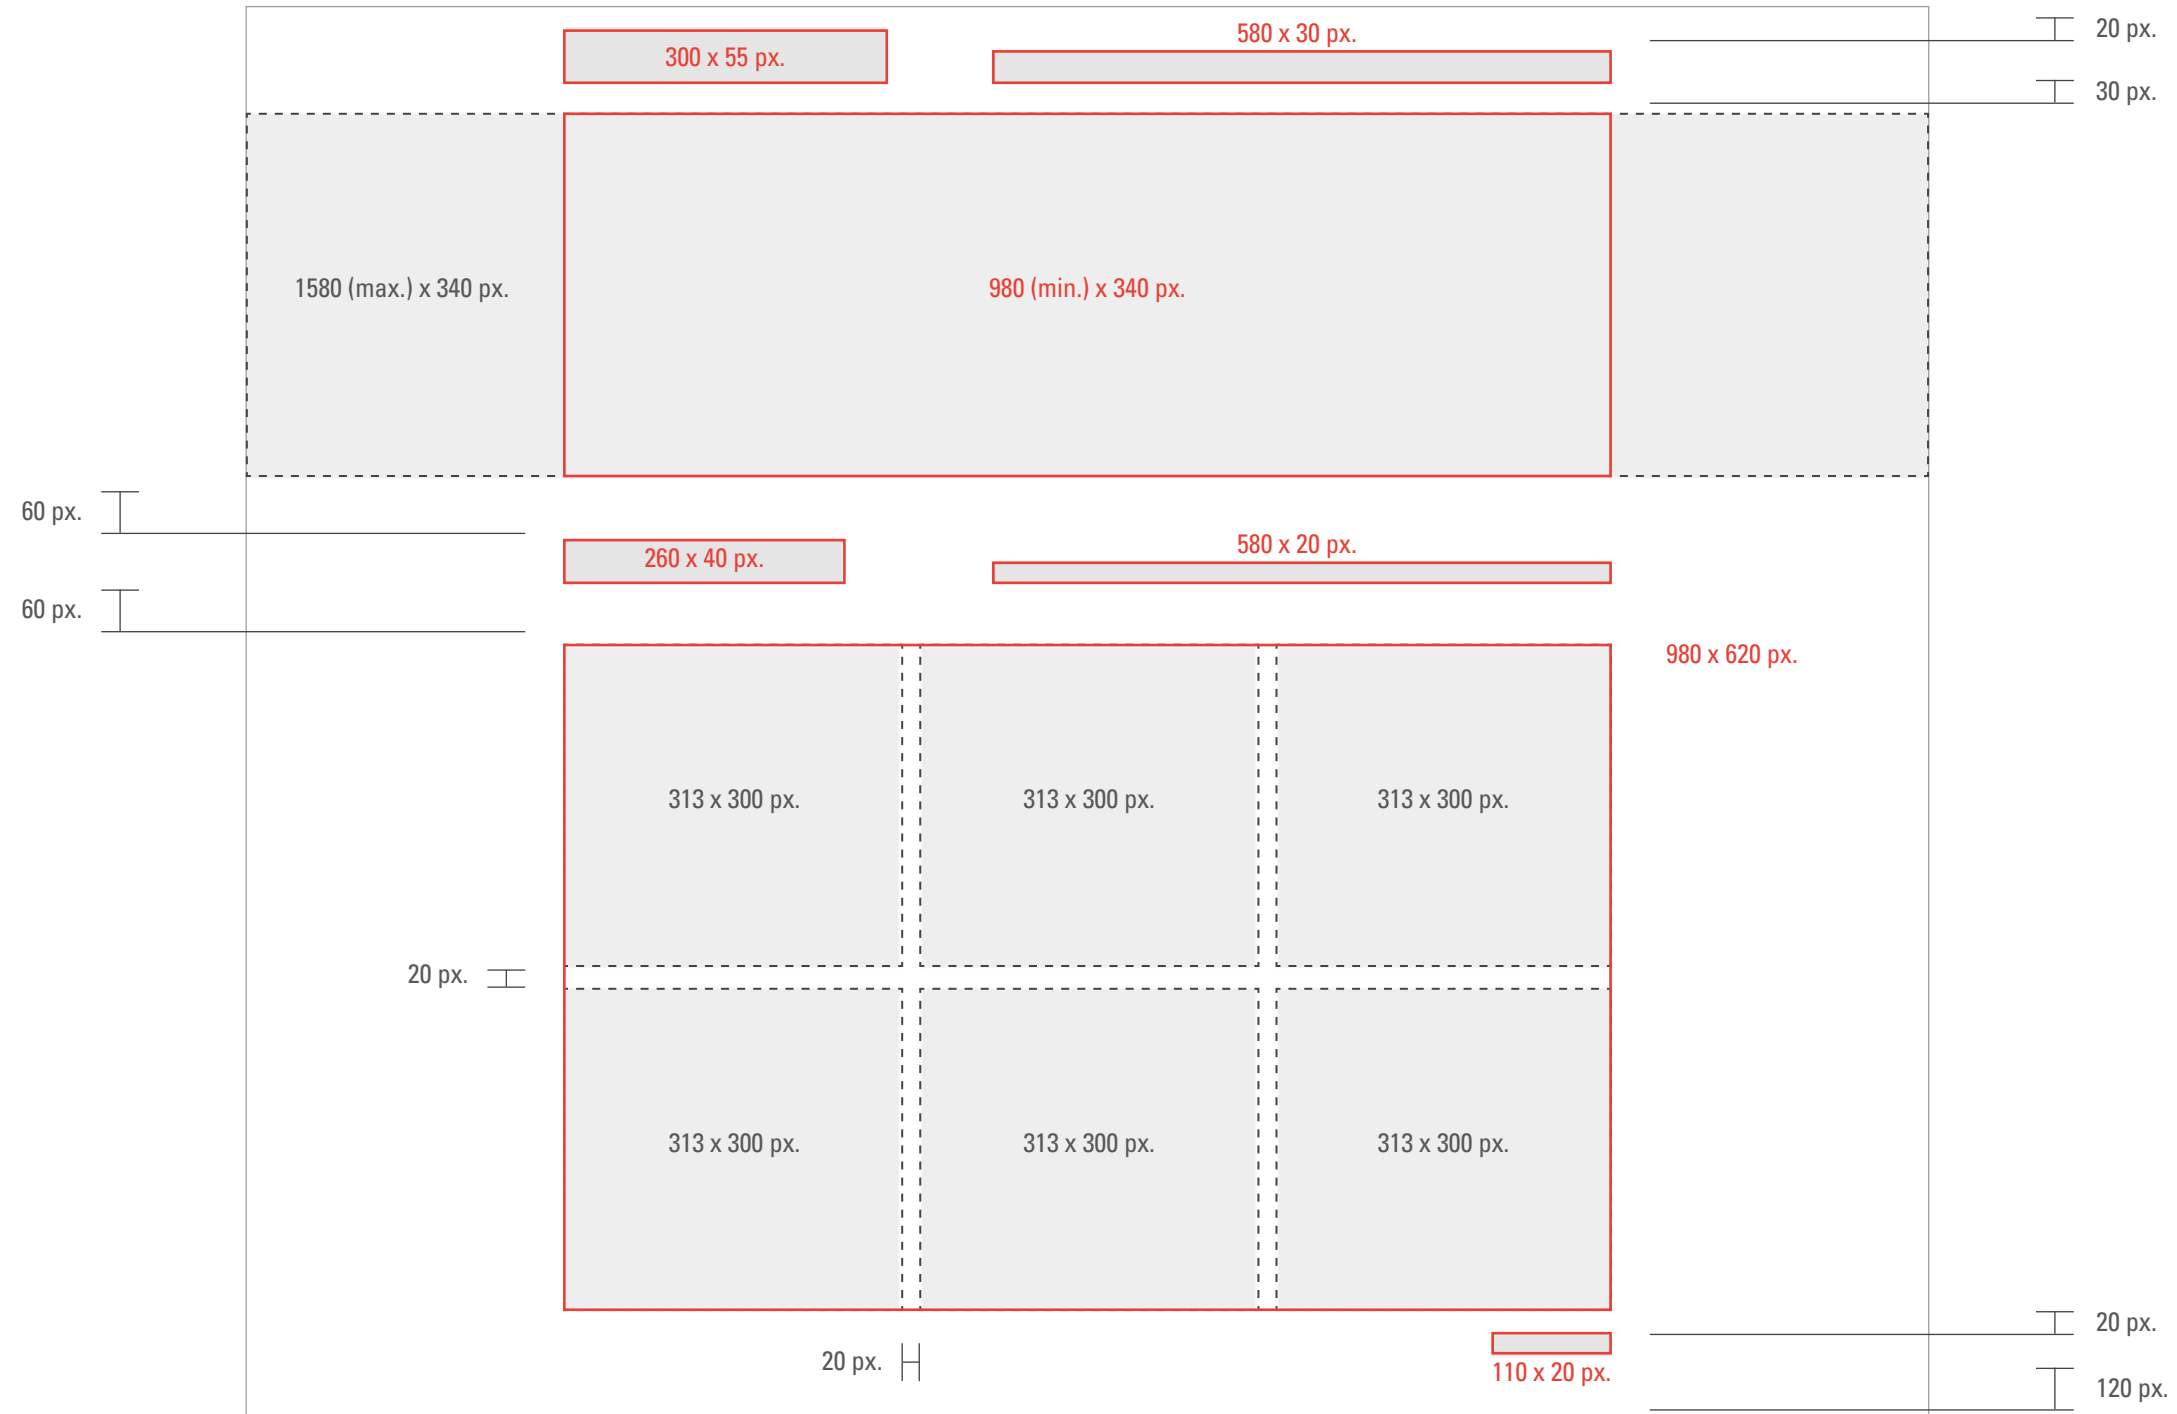 580 x 30 px.
20 px.
300 x 55 px.
30 px.
1580 (max.) x 340 px.
980 (min.) x 340 px.
60 px.
580 x 20 px.
260 x 40 px.
60 px.
980 x 620 px.
313 x 300 px.
313 x 300 px.
313 x 300 px.
20 px.
313 x 300 px.
313 x 300 px.
313 x 300 px.
20 px.
20 px.
110 x 20 px.
120 px.